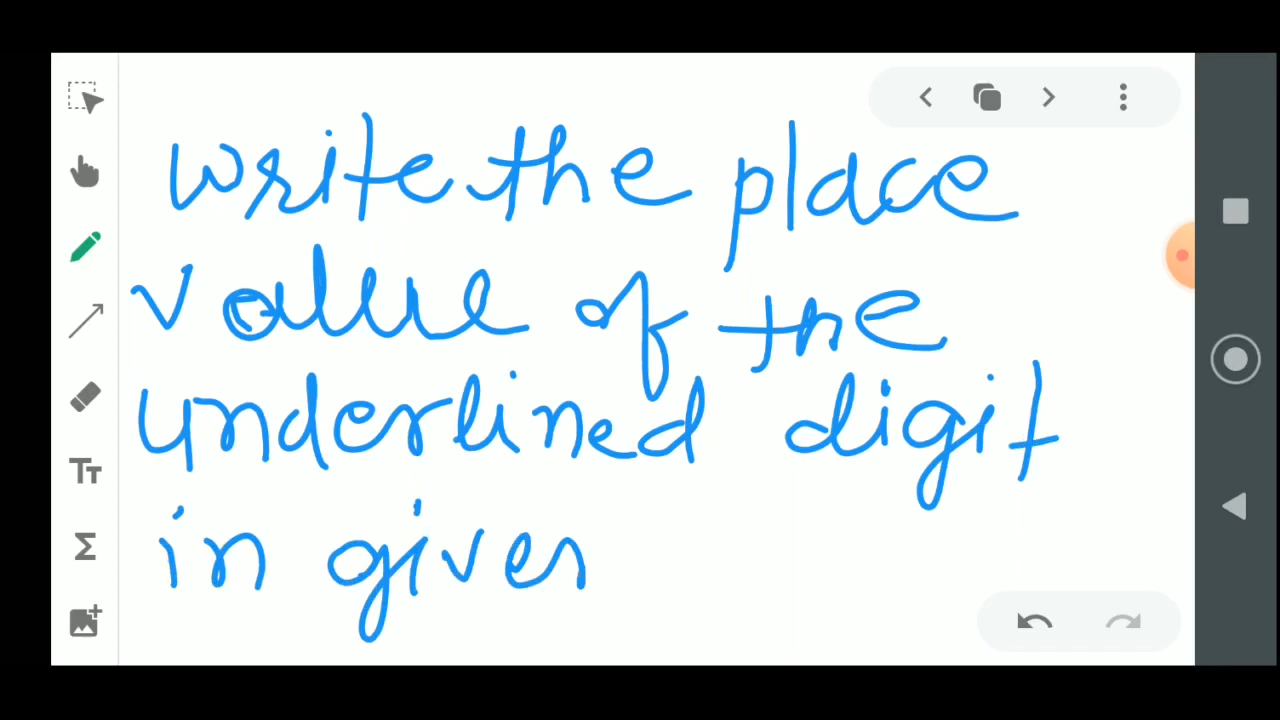 write the place
value of the
underlined digit
in given